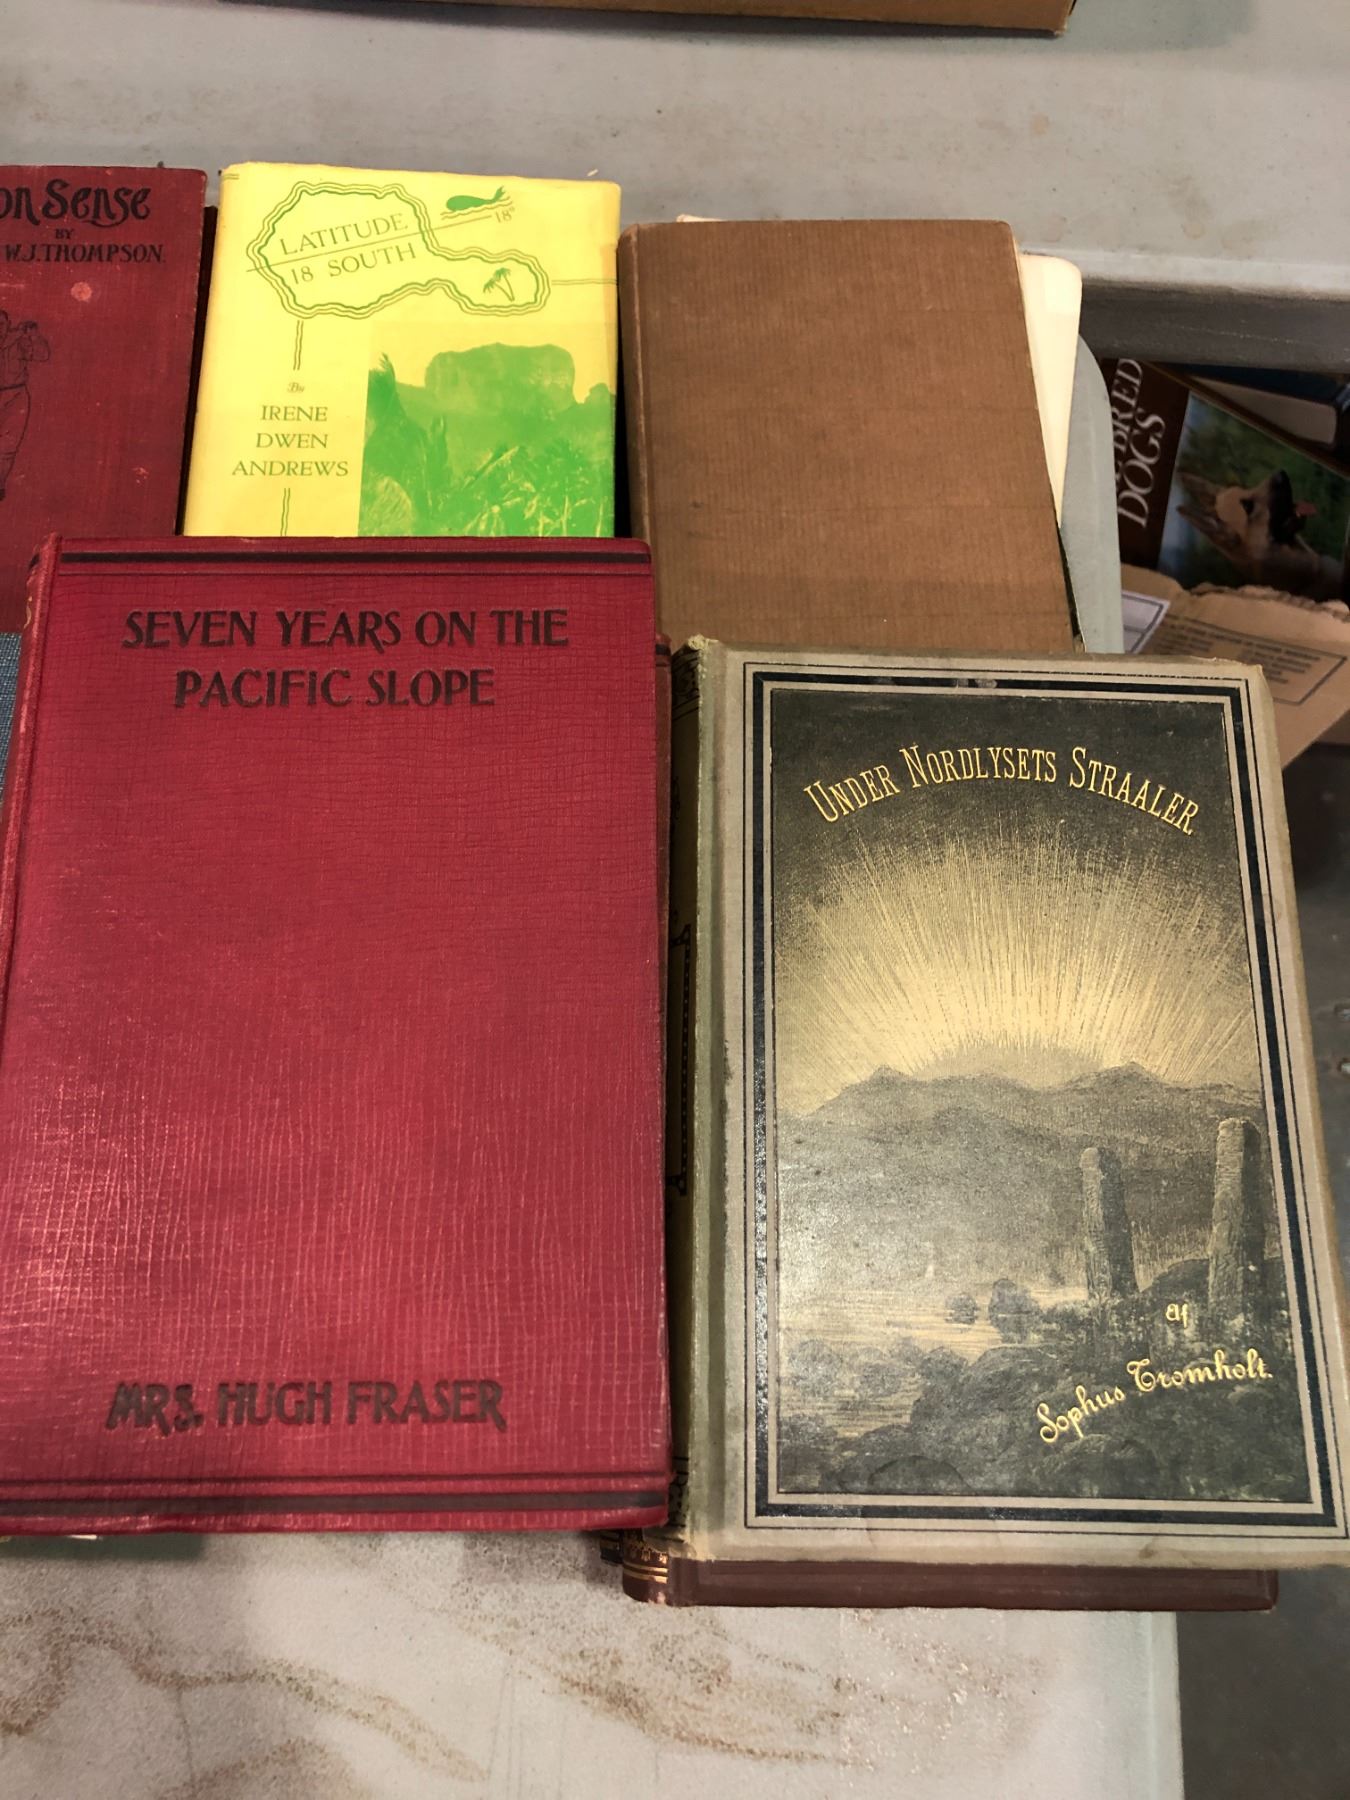 on Sense
BY
W.J. THOMPSON.
LATITUDE
18 SOUTH
18°
By
IRENE
DWEN
ANDREWS
BRED
DOGS
SEVEN YEARS ON THE
PACIFIC SLOPE
MRS. HUGH FRASER
UNDER NORDLYSETS STRAALER
Af
Sophus Tromholt.